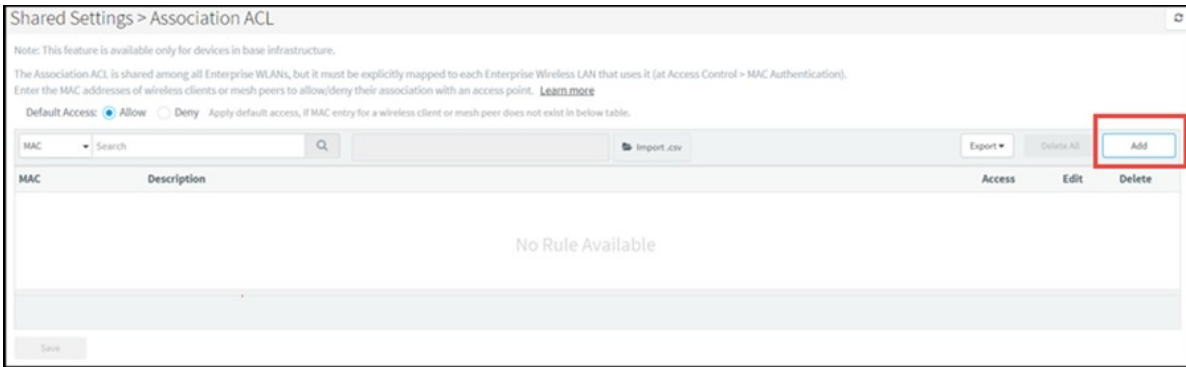 Shared Settings > Association ACL
Note: This feature is available only for devices in base infrastructure.
The Association ACL is shared among all Enterprise WLANs, but it must be explicitly mapped to each Enterprise Wireless LAN that uses it (at Access Control > MAC Authentication).
Enter the MAC addresses of wireless clients or mesh peers to allow/deny their association with an access point. Learn more
Default Access: Allow Deny Apply default access, if MAC entry for a wireless client or mesh peer does not exist in below table.
MAC Search Import .csv Export Delete All Add
MAC Description Access Edit Delete
No Rule Available
Save